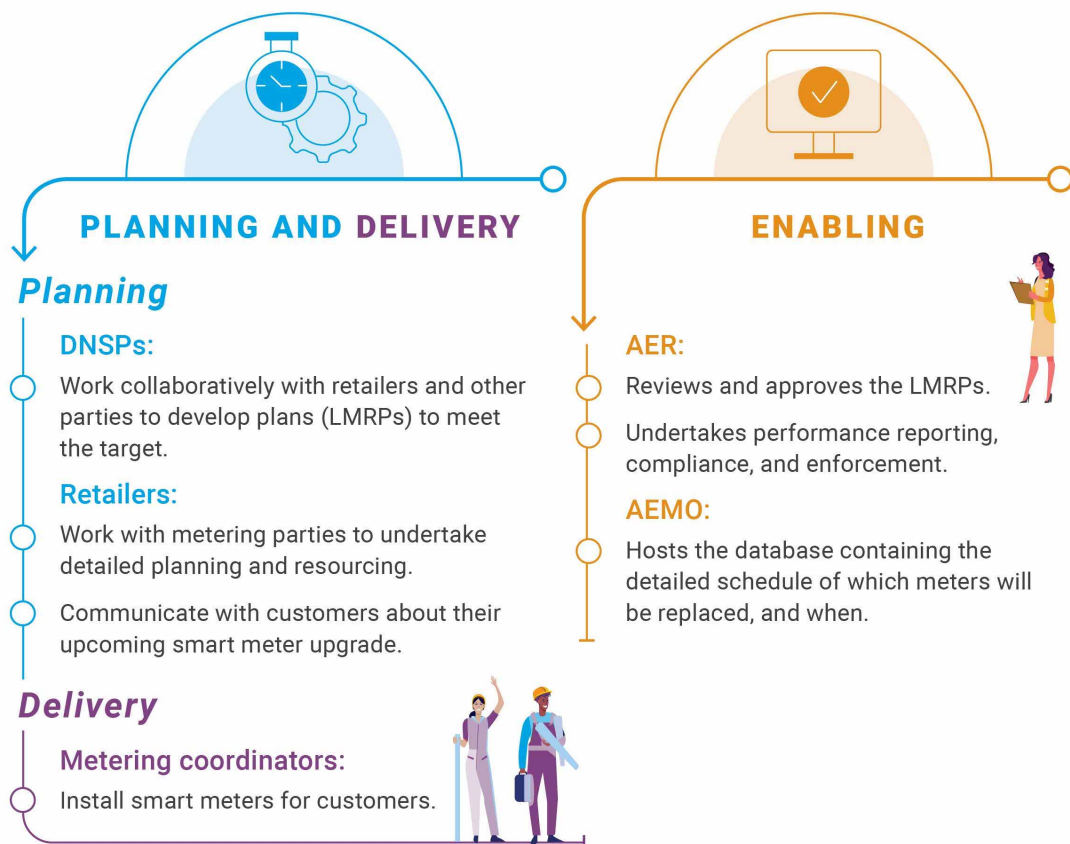 PLANNING AND DELIVERY
Planning
DNSPs:
Work collaboratively with retailers and other
parties to develop plans (LMRPs) to meet
the target.
Retailers:
Work with metering parties to undertake
detailed planning and resourcing.
Communicate with customers about their
upcoming smart meter upgrade.
Delivery
Metering coordinators:
Install smart meters for customers.
ENABLING
AER:
Reviews and approves the LMRPs.
Undertakes performance reporting,
compliance, and enforcement.
AEMO:
Hosts the database containing the
detailed schedule of which meters will
be replaced, and when.